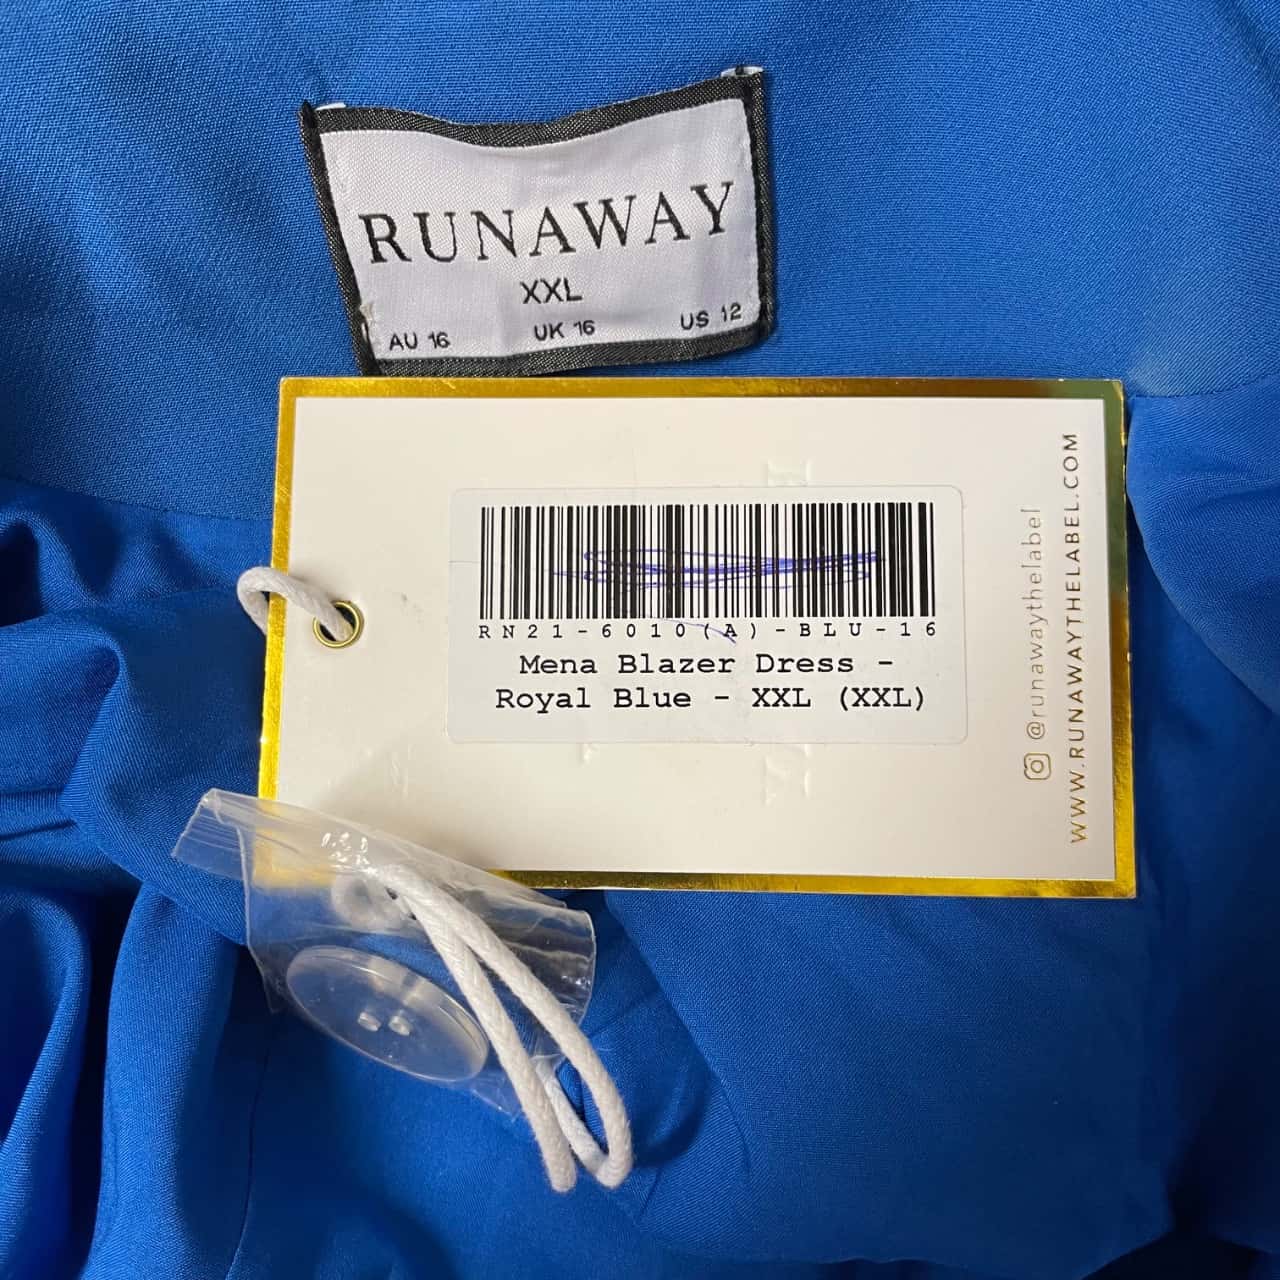 RUNAWAY
XXL
AU 16 UK 16 US 12
RN21-6010(A)-BLU-16
Mena Blazer Dress -
Royal Blue - XXL (XXL)
@runawaythelabel
WWW.RUNAWAYTHELABEL.COM